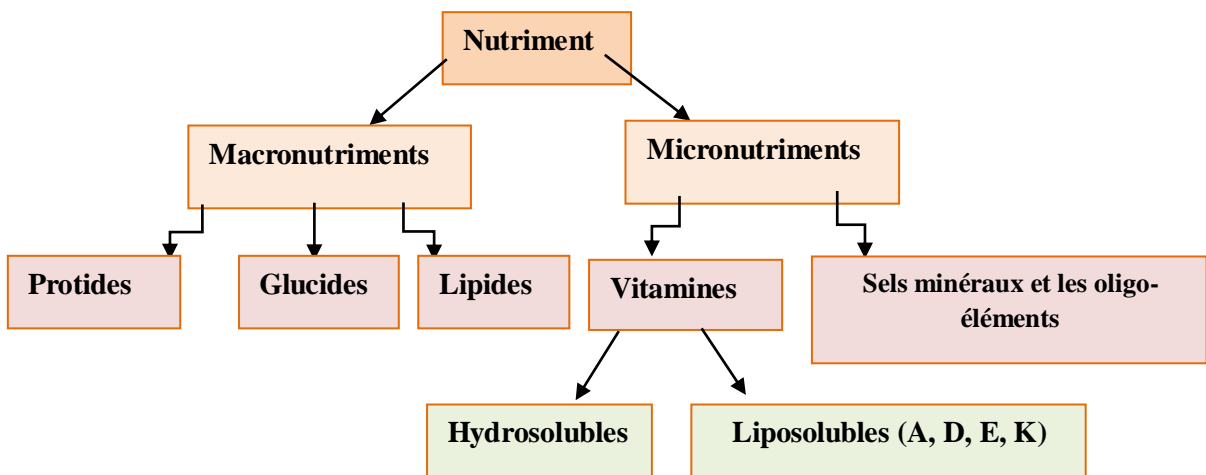 Nutriment
Macronutriments
Micronutriments
Protides
Glucides
Lipides
Vitamines
Sels minéraux et les oligo-
éléments
Hydrosolubles
Liposolubles (A, D, E, K)